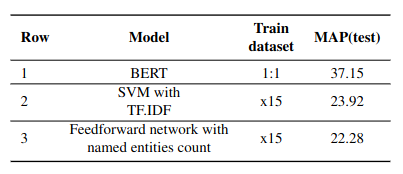 Row Model Train dataset MAP(test)
1 BERT 1:1 37.15
2 SVM with TF.IDF x15 23.92
3 Feedforward network with named entities count x15 22.28